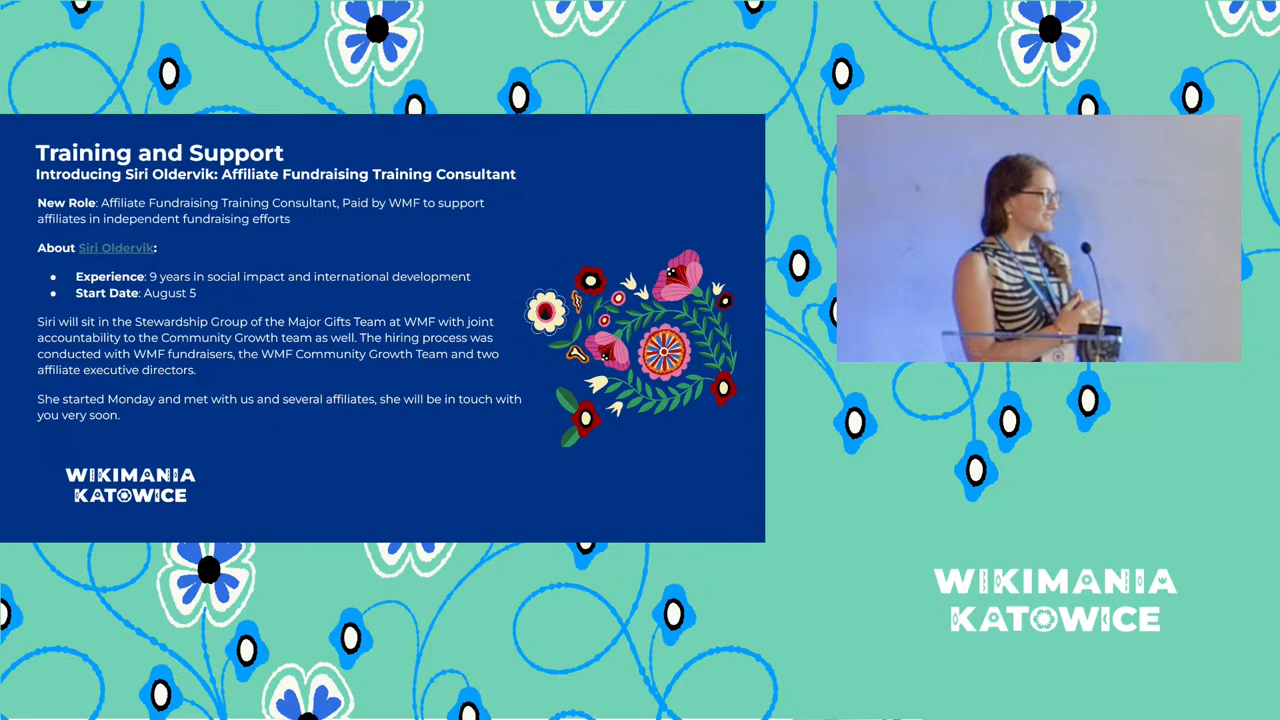 Training and Support
Introducing Siri Oldervik: Affiliate Fundraising Training Consultant
New Role: Affiliate Fundraising Training Consultant, Paid by WMF to support
affiliates in independent fundraising efforts
About Siri Oldervik:
● Experience: 9 years in social impact and international development
● Start Date: August 5
Siri will sit in the Stewardship Group of the Major Gifts Team at WMF with joint
accountability to the Community Growth team as well. The hiring process was
conducted with WMF fundraisers, the WMF Community Growth Team and two
affiliate executive directors.
She started Monday and met with us and several affiliates, she will be in touch with
you very soon.
WIKIMANIA
KATOWICE
WIKIMANIA
KATOWICE